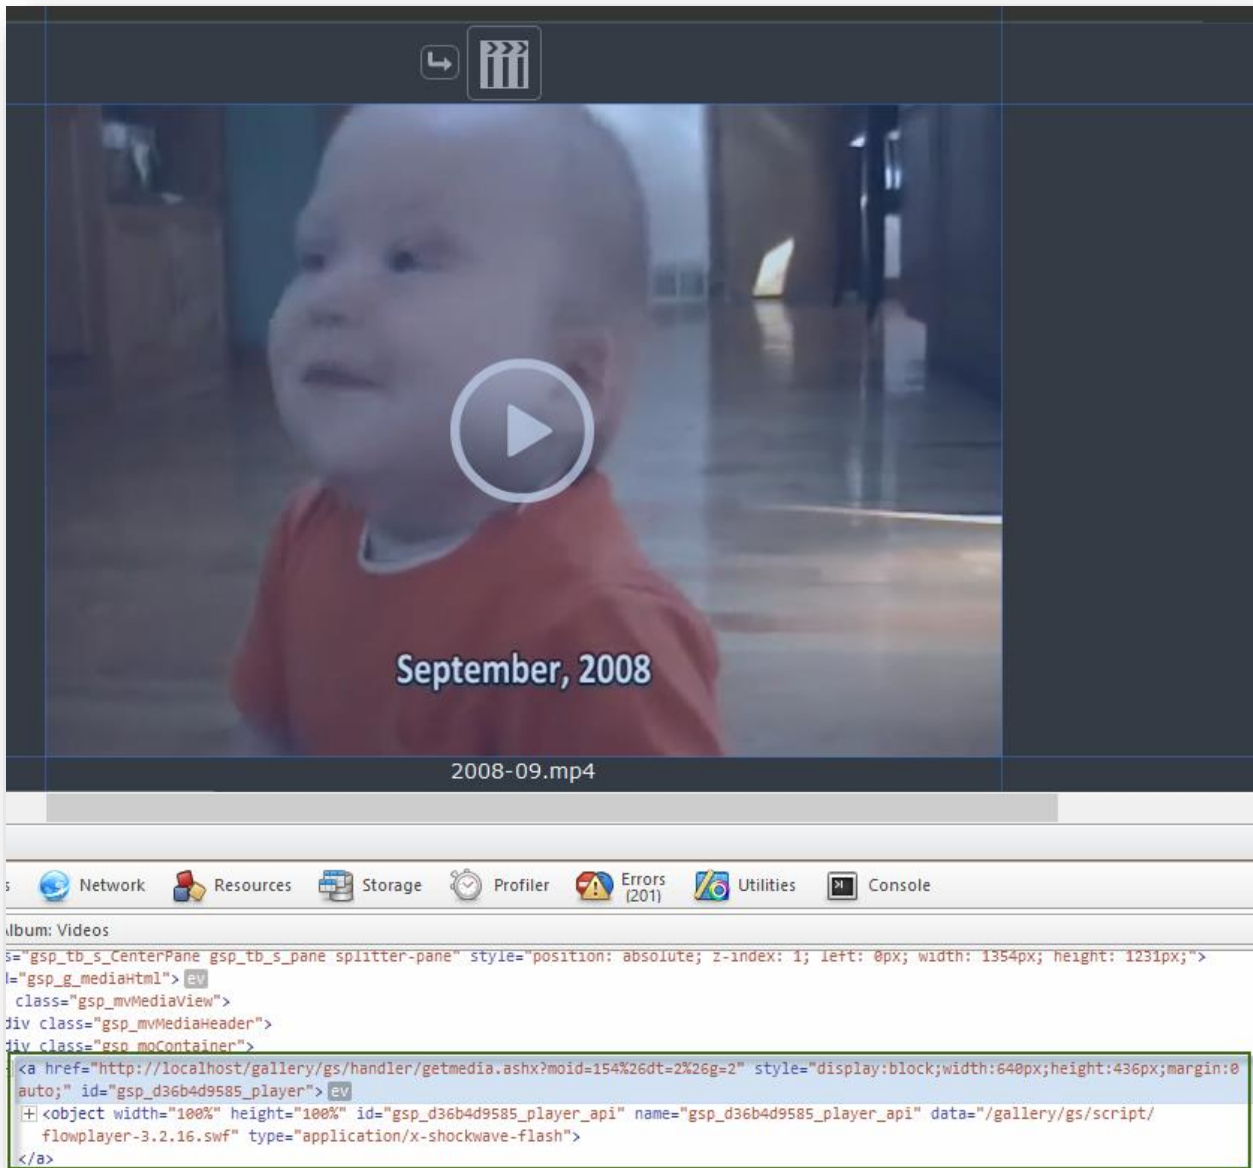 September, 2008
2008-09.mp4
s Network Resources Storage Profiler Errors (201) Utilities Console
Album: Videos
s="gsp_tb_s_CenterPane gsp_tb_s_pane splitter-pane" style="position: absolute; z-index: 1; left: 0px; width: 1354px; height: 1231px;">
d="gsp_g_mediaHtml"> ev
class="gsp_mvMediaView">
div class="gsp_mvMediaHeader">
div class="gsp_moContainer">
<a href="http://localhost/gallery/gs/handler/getmedia.ashx?moid=154%26dt=2%26g=2" style="display:block;width:640px;height:436px;margin:0
auto;" id="gsp_d36b4d9585_player"> ev
<object width="100%" height="100%" id="gsp_d36b4d9585_player_api" name="gsp_d36b4d9585_player_api" data="/gallery/gs/script/
flowplayer-3.2.16.swf" type="application/x-shockwave-flash">
</a>